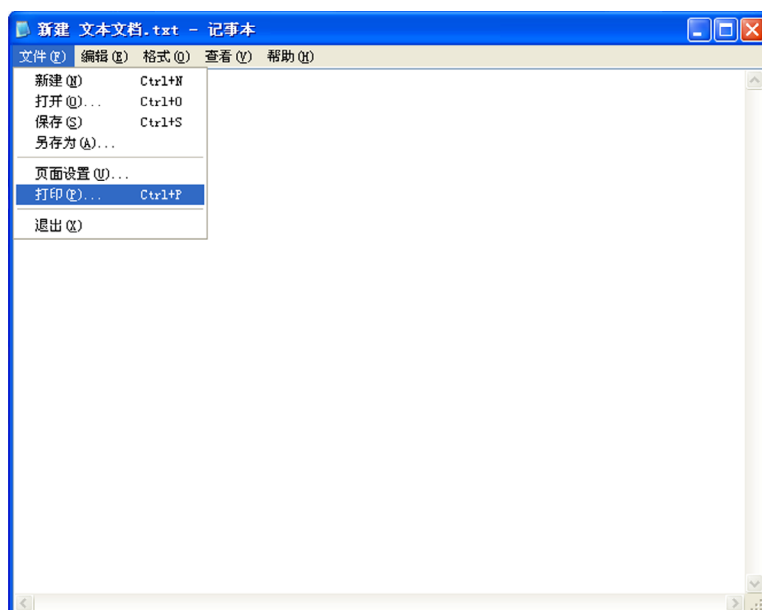 新建 文本文档.txt - 记事本
文件(F) 编辑(E) 格式(O) 查看(V) 帮助(H)
新建(N) Ctrl+N
打开(O)... Ctrl+O
保存(S) Ctrl+S
另存为(A)...
页面设置(U)...
打印(P)... Ctrl+P
退出(X)